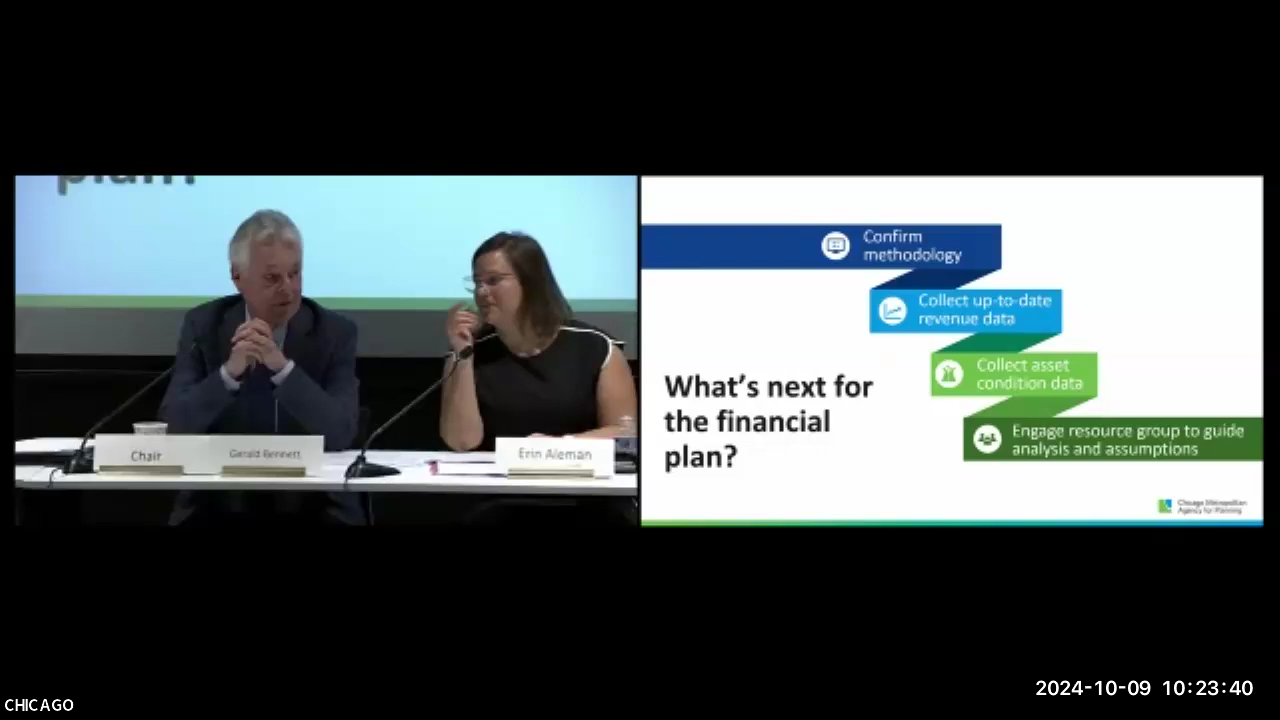 plan?
Chair
Gerald Bennett
Erin Aleman
Confirm
methodology
Collect up-to-date
revenue data
Collect asset
condition data
Engage resource group to guide
analysis and assumptions
What's next for
the financial
plan?
Chicago Metropolitan
Agency for Planning
2024-10-09 10:23:40
CHICAGO